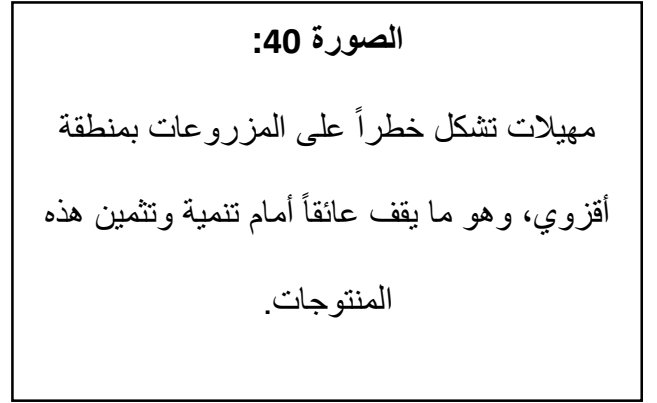 الصورة 40:
مهيلات تشكل خطراً على المزروعات بمنطقة
أقزوي، وهو ما يقف عائقاً أمام تنمية وتثمين هذه
المنتوجات.